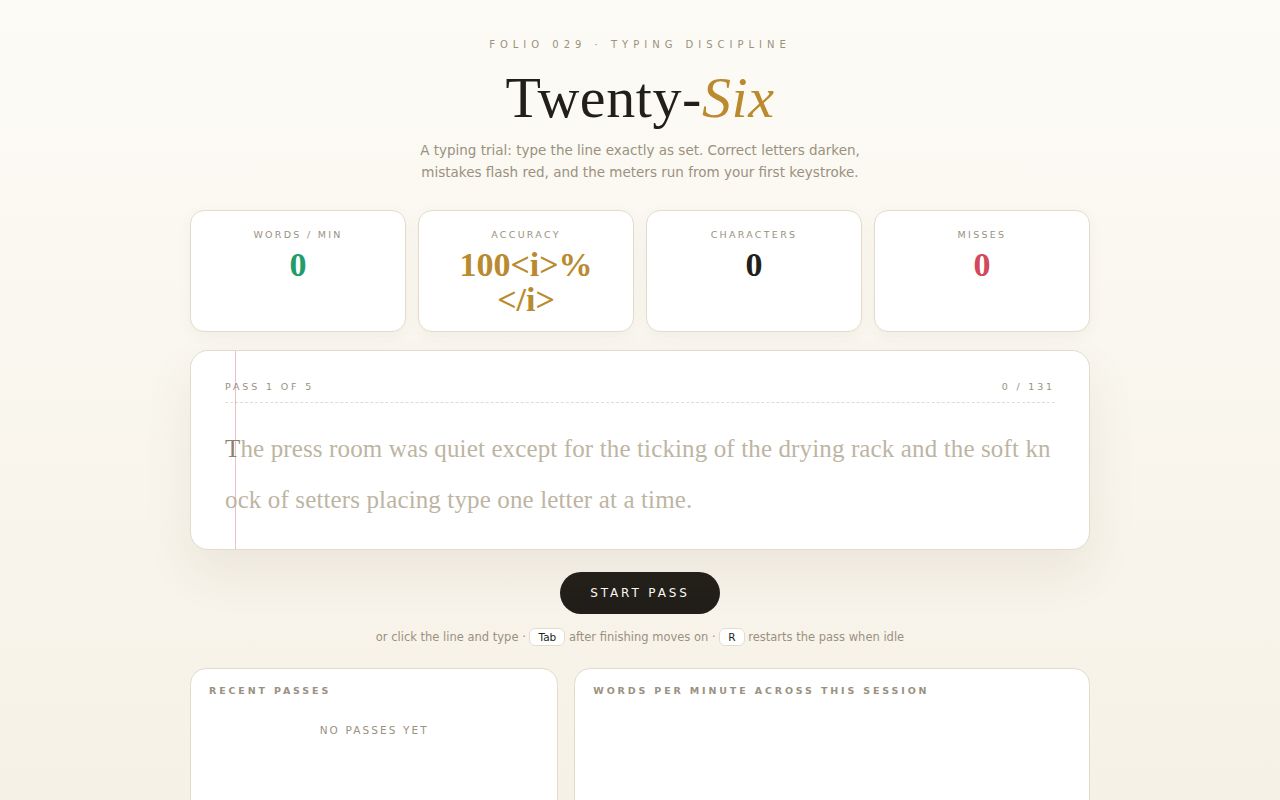 FOLIO 029 · TYPING DISCIPLINE
Twenty-Six
A typing trial: type the line exactly as set. Correct letters darken,
mistakes flash red, and the meters run from your first keystroke.
WORDS / MIN
0
ACCURACY
100<i>%
</i>
CHARACTERS
0
MISSES
0
PASS 1 OF 5
0 / 131
The press room was quiet except for the ticking of the drying rack and the soft kn
ock of setters placing type one letter at a time.
START PASS
or click the line and type · Tab after finishing moves on · R restarts the pass when idle
RECENT PASSES
NO PASSES YET
WORDS PER MINUTE ACROSS THIS SESSION